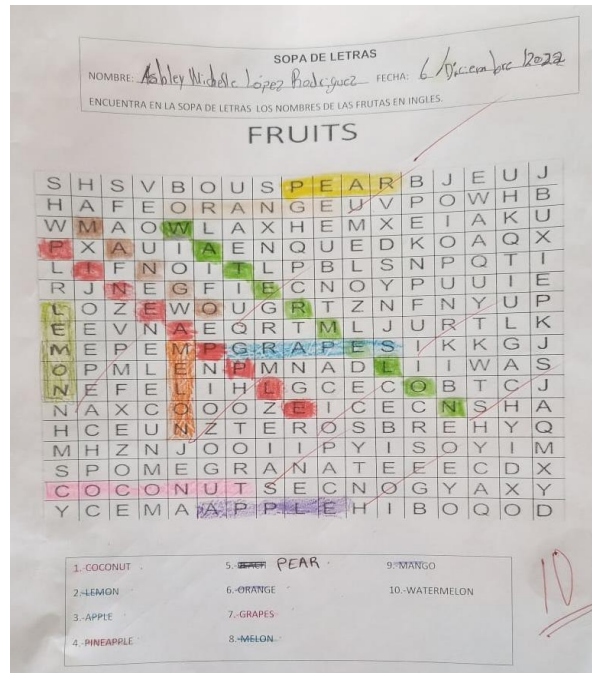 SOPA DE LETRAS
NOMBRE: Ashley Nichelle López Rodriguez FECHA: 6/Diciembre/2022
ENCUENTRA EN LA SOPA DE LETRAS LOS NOMBRES DE LAS FRUTAS EN INGLES.
FRUITS
S H S V B O U S P E A R B J E U J
H A F E O R A N G E U V P O W H B
W M A O W L A X H E M X E I A K U
P X A U I A E N Q U E D K O A Q X
L I F N O I T L P B L S N P Q T I
R J N E G F I E C N O Y P U U I E
L O Z E W O U G R T Z N F N Y U P
E E V N A E Q R T M L J U R T L K
M E P E M P G R A P E S I K K G J
O P M L E N P M N A D L I I W A S
N E F E L I H L G C E C O B T C J
N A X C O O O Z E I C E C N S H A
H C E U N Z T E R O S B R E H Y Q
M H Z N J O O I I P Y I S O Y I M
S P O M E G R A N A T E E E C D X
C O C O N U T S E C N O G Y A X Y
Y C E M A A P P L E H I B O Q O D
1.-COCONUT 5.- PEAR 9.-MANGO
2.-LEMON 6.-ORANGE 10.-WATERMELON
3.-APPLE 7.-GRAPES
4.-PINEAPPLE 8.-MELON
10